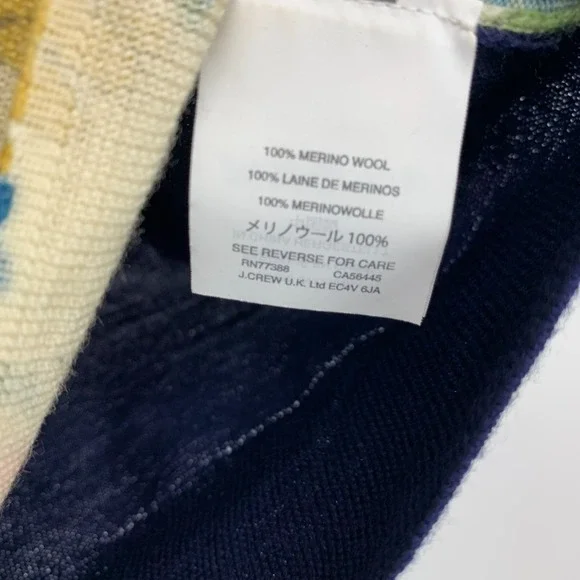 100% MERINO WOOL
100% LAINE DE MERINOS
100% MERINOWOLLE
メリノウール 100%
SEE REVERSE FOR CARE
RN77388 CA56445
J.CREW U.K. Ltd EC4V 6JA